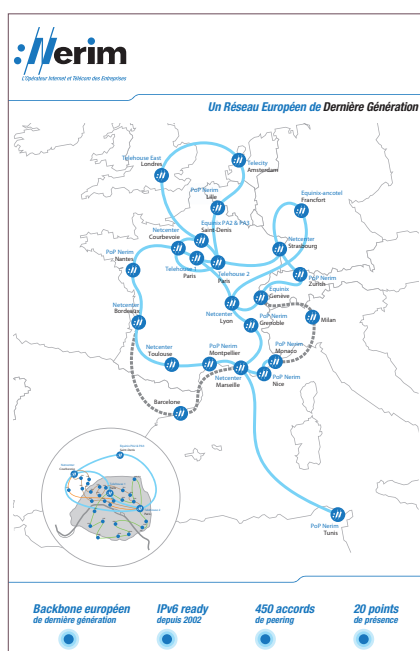 :Nerim
L'Opérateur Internet et Télécom des Entreprises
Un Réseau Européen de Dernière Génération
Telehouse East
Londres
Telecity
Amsterdam
PoP Nerim
Lille
Equinix-ancotel
Francfort
Equinix PA2 & PA3
Saint-Denis
Netcenter
Courbevoie
Netcenter
Strasbourg
PoP Nerim
Nantes
Telehouse 1
Paris
Telehouse 2
Paris
PoP Nerim
Zurich
Equinix
Genève
Netcenter
Bordeaux
Netcenter
Lyon
PoP Nerim
Grenoble
Milan
Netcenter
Toulouse
PoP Nerim
Montpellier
PoP Nerim
Monaco
Netcenter
Marseille
PoP Nerim
Nice
Barcelone
PoP Nerim
Tunis
Backbone européen
de dernière génération
IPv6 ready
depuis 2002
450 accords
de peering
20 points
de présence